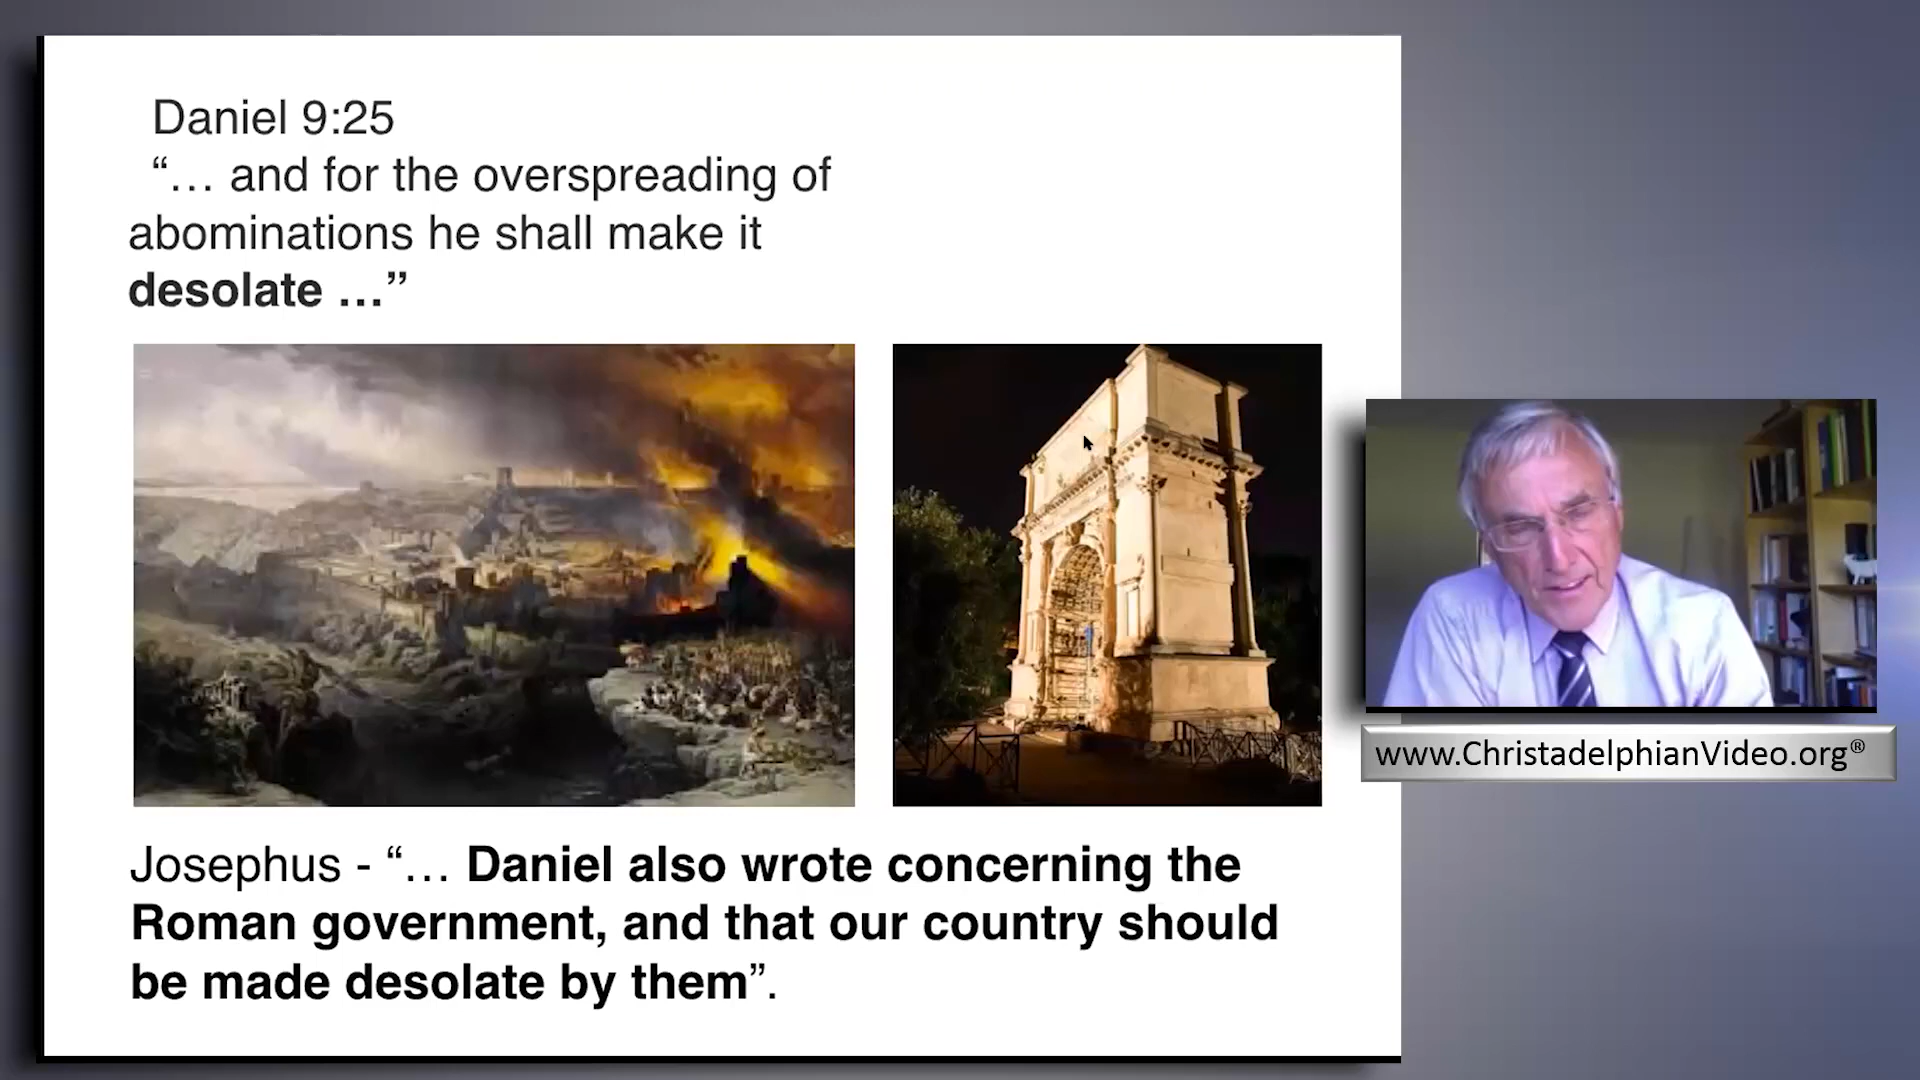 Daniel 9:25
“… and for the overspreading of
abominations he shall make it
desolate …”
www.ChristadelphianVideo.org®
Josephus - “… Daniel also wrote concerning the
Roman government, and that our country should
be made desolate by them”.